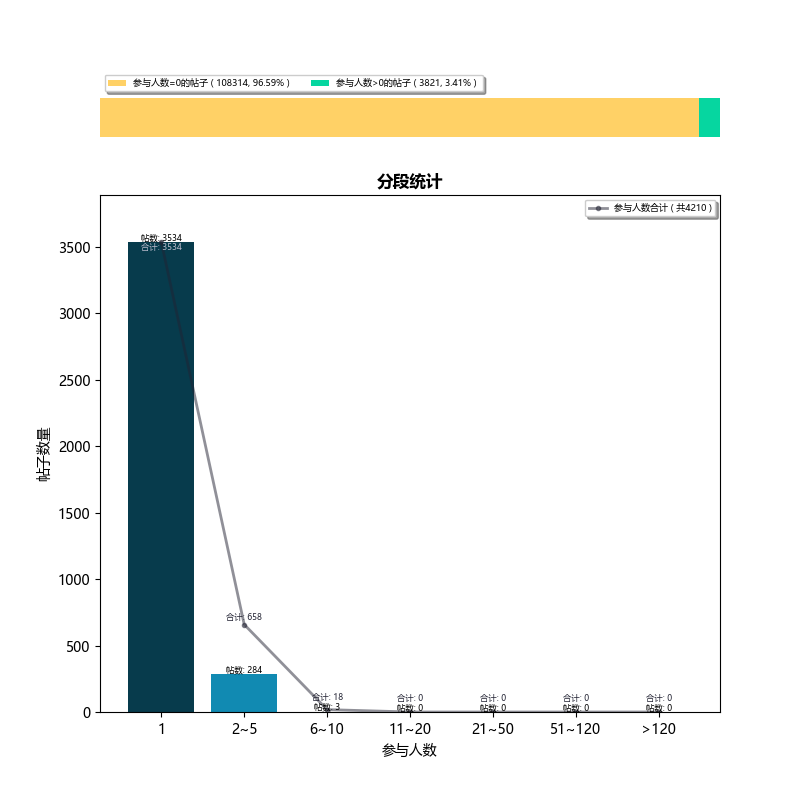 参与人数=0的帖子 ( 108314, 96.59% ) 参与人数>0的帖子 ( 3821, 3.41% )
分段统计
参与人数合计 ( 共4210 )
帖数: 3534
合计: 3534
合计: 658
帖数: 284
合计: 18
帖数: 3
合计: 0
帖数: 0
合计: 0
帖数: 0
合计: 0
帖数: 0
合计: 0
帖数: 0
3500
3000
2500
2000
1500
1000
500
0
帖子数量
1 2~5 6~10 11~20 21~50 51~120 >120
参与人数